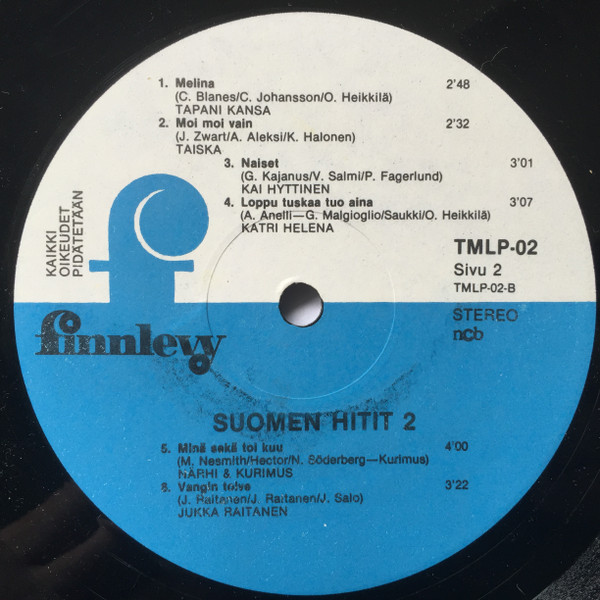 1. Melina 2'48
(C. Blanes/C. Johansson/O. Heikkilä)
TAPANI KANSA
2. Moi moi vain 2'32
(J. Zwart/A. Aleksi/K. Halonen)
TAISKA
3. Naiset 3'01
(G. Kajanus/V. Salmi/P. Fagerlund)
KAI HYTTINEN
4. Loppu tuskaa tuo aina 3'07
(A. Anelli—G. Malgioglio/Saukki/O. Heikkilä)
KATRI HELENA
KAIKKI
OIKEUDET
PIDÄTETÄÄN
TMLP-02
Sivu 2
TMLP-02-B
STEREO
ncb
finnlevy
SUOMEN HITIT 2
5. Minä sekä toi kuu 4'00
(M. Nesmith/Hector/N. Söderberg—Kurimus)
NÄRHI & KURIMUS
6. Vangin toive 3'22
(J. Raitanen/J. Raitanen/J. Salo)
JUKKA RAITANEN